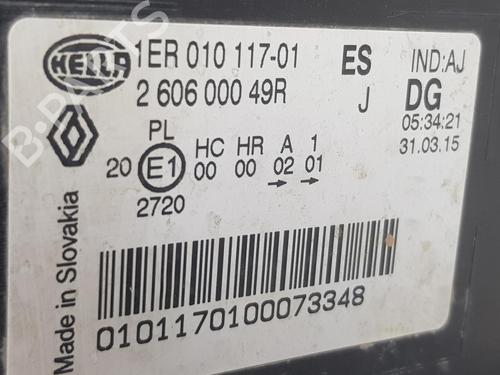 HELLA
1ER 010 117-01 ES IND:AJ
2 606 000 49R J DG
05:34:21
31.03.15
PL HC HR A 1
20 E1 00 00 02 01
→ →
2720
0101170100073348
Made in Slovakia
B-PARTS